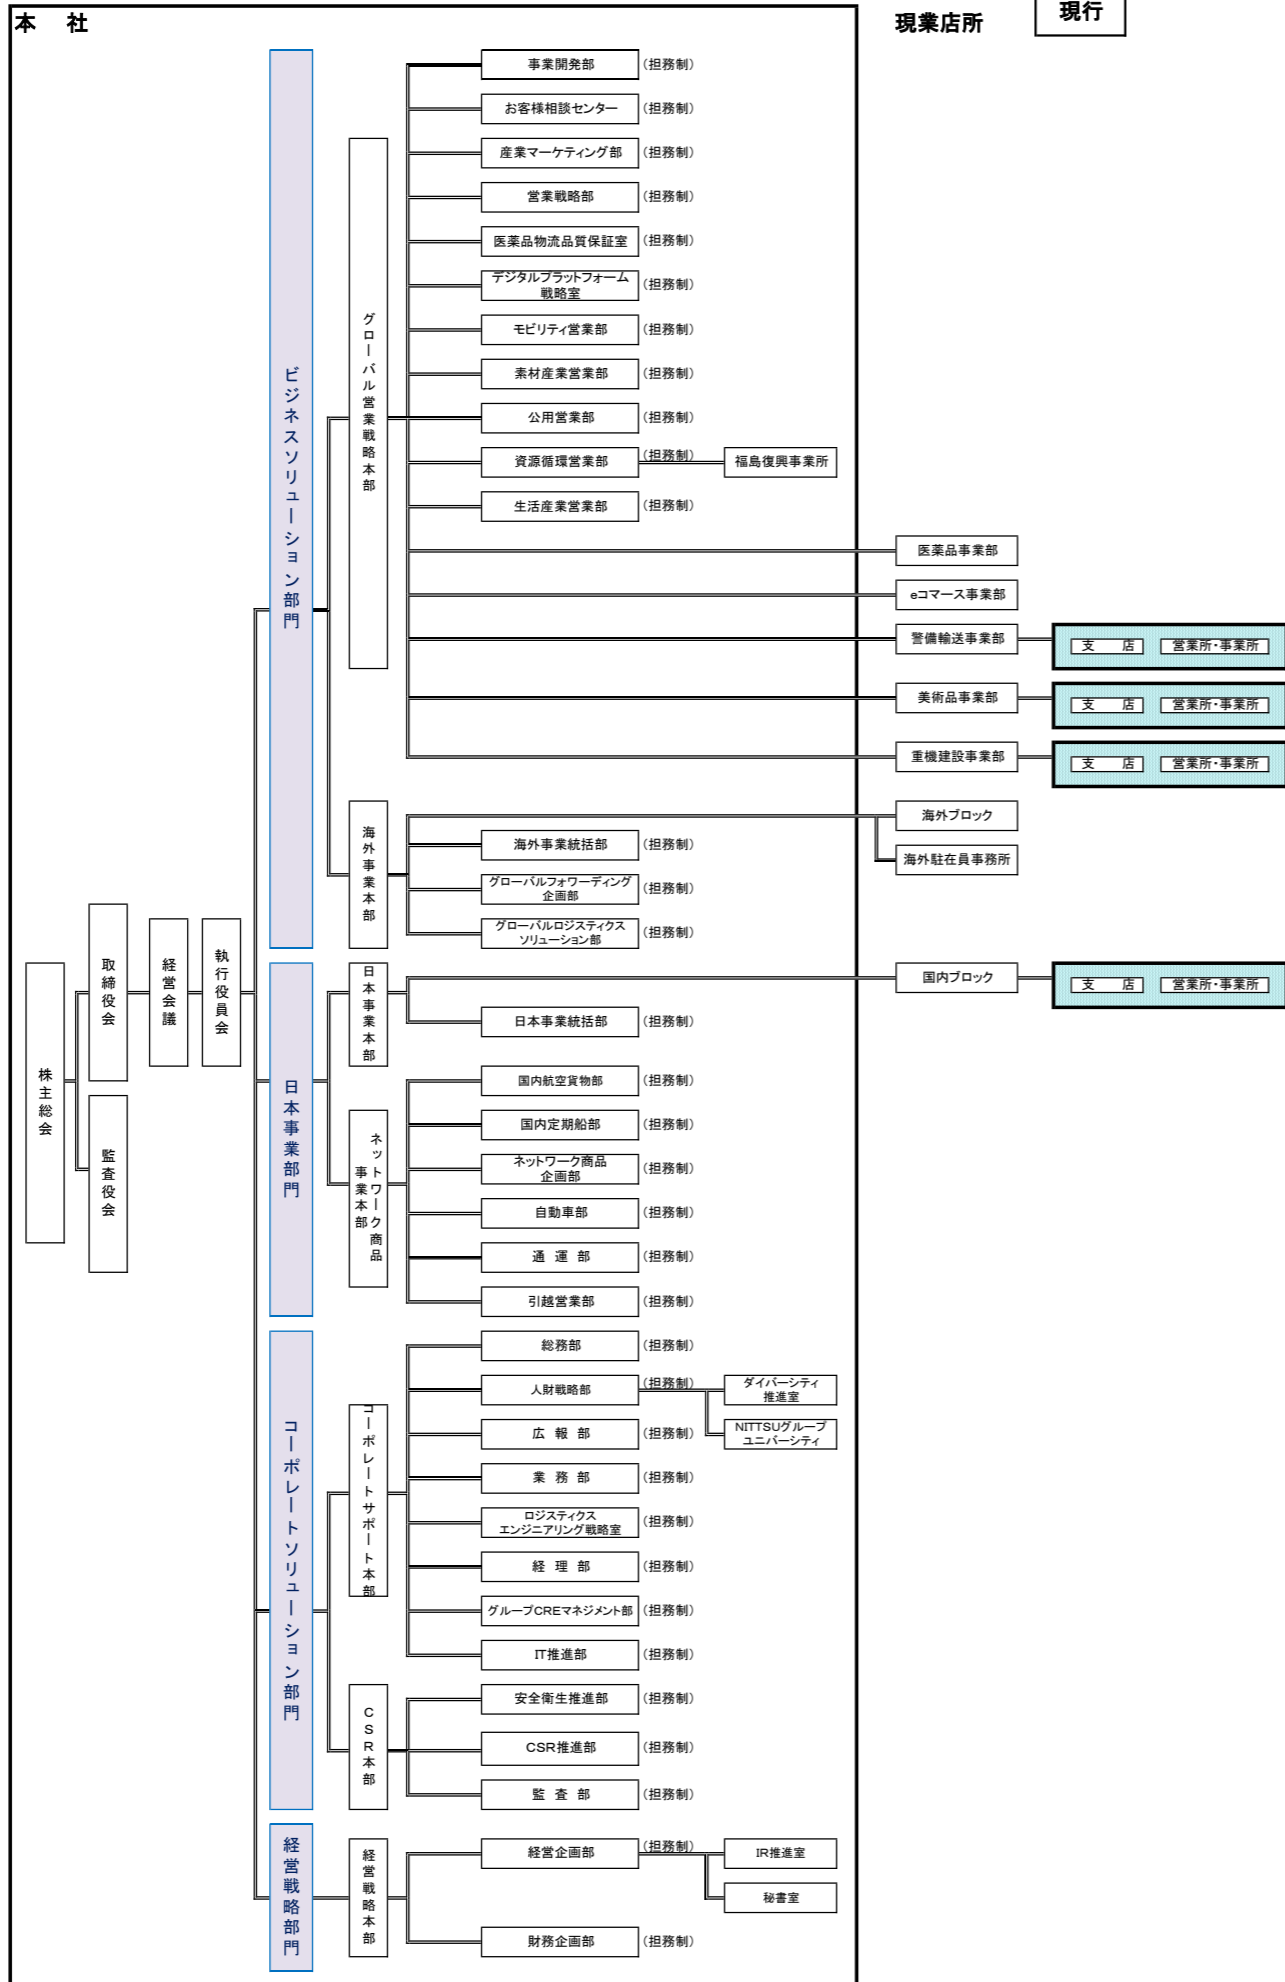 本　社
現業店所
現行
株主総会
取締役会
監査役会
経営会議
執行役員会
ビジネスソリューション部門
グローバル営業戦略本部
事業開発部
(担務制)
お客様相談センター
(担務制)
産業マーケティング部
(担務制)
営業戦略部
(担務制)
医薬品物流品質保証室
(担務制)
デジタルプラットフォーム
戦略室
(担務制)
モビリティ営業部
(担務制)
素材産業営業部
(担務制)
公用営業部
(担務制)
資源循環営業部
(担務制)
福島復興事業所
生活産業営業部
(担務制)
医薬品事業部
eコマース事業部
警備輸送事業部
支　店
営業所・事業所
美術品事業部
支　店
営業所・事業所
重機建設事業部
支　店
営業所・事業所
海外事業本部
海外ブロック
海外駐在員事務所
海外事業統括部
(担務制)
グローバルフォワーディング
企画部
(担務制)
グローバルロジスティクス
ソリューション部
(担務制)
日本事業部門
日本事業本部
国内ブロック
支　店
営業所・事業所
日本事業統括部
(担務制)
ネットワーク商品
事業本部
国内航空貨物部
(担務制)
国内定期船部
(担務制)
ネットワーク商品
企画部
(担務制)
自動車部
(担務制)
通　運　部
(担務制)
引越営業部
(担務制)
コーポレートソリューション部門
コーポレートサポート本部
総務部
(担務制)
人財戦略部
(担務制)
ダイバーシティ
推進室
NITTSUグループ
ユニバーシティ
広　報　部
(担務制)
業　務　部
(担務制)
ロジスティクス
エンジニアリング戦略室
(担務制)
経　理　部
(担務制)
グループCREマネジメント部
(担務制)
IT推進部
(担務制)
CSR本部
安全衛生推進部
(担務制)
CSR推進部
(担務制)
監　査　部
(担務制)
経営戦略部門
経営戦略本部
経営企画部
(担務制)
IR推進室
秘書室
財務企画部
(担務制)